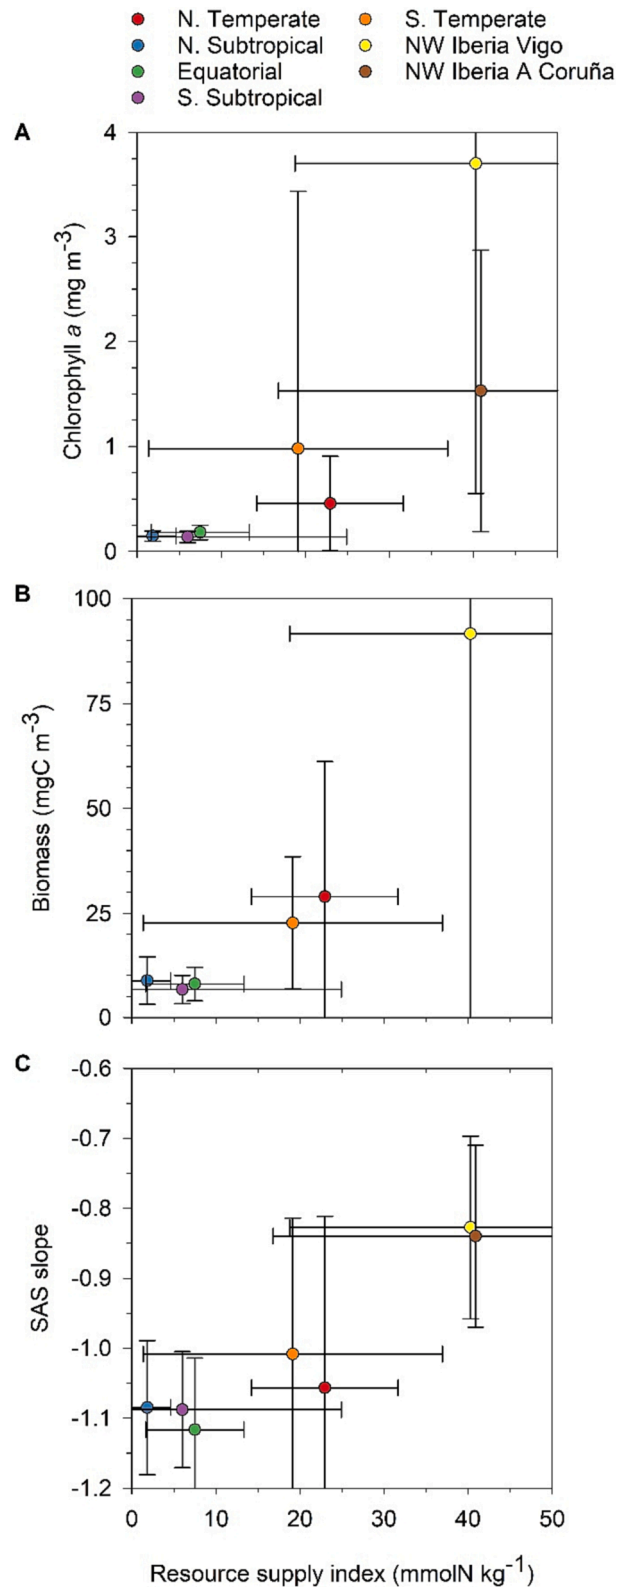 N. Temperate
S. Temperate
N. Subtropical
NW Iberia Vigo
Equatorial
NW Iberia A Coruña
S. Subtropical
A
4
3
2
1
0
Chlorophyll a (mg m-3)
B
100
75
50
25
0
Biomass (mgC m-3)
C
-0.6
-0.7
-0.8
-0.9
-1.0
-1.1
-1.2
SAS slope
0 10 20 30 40 50
Resource supply index (mmolN kg-1)